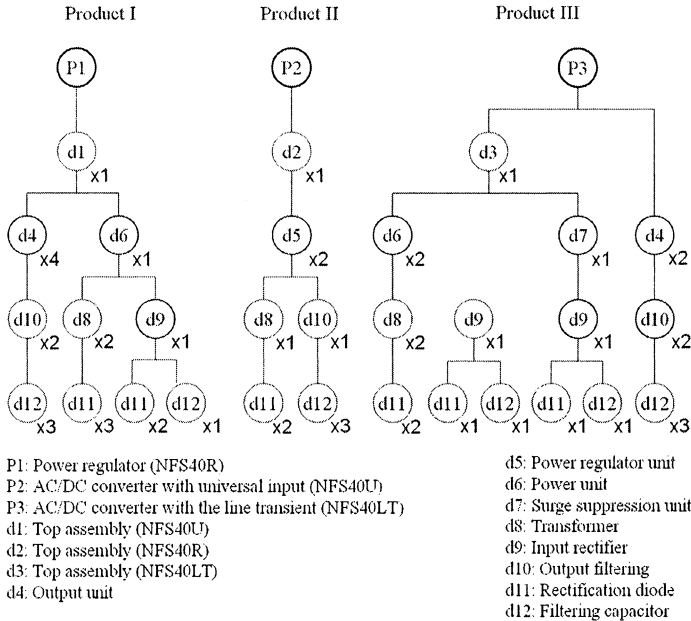 Product I Product II Product III
P1 P2 P3
d1 x1 d2 x1 d3 x1
d4 x4 d6 x1 d5 x2 d6 x2 d7 x1 d4 x2
d10 x2 d8 x2 d9 x1 d8 x1 d10 x1 d8 x2 d9 d9 x1 d10 x2
d12 x3 d11 x3 d11 x2 d12 x1 d11 x2 d12 x3 d11 x2 d11 x1 d12 x1 d11 x1 d12 x1 d12 x3
P1: Power regulator (NFS40R)
P2: AC/DC converter with universal input (NFS40U)
P3: AC/DC converter with the line transient (NFS40LT)
d1: Top assembly (NFS40U)
d2: Top assembly (NFS40R)
d3: Top assembly (NFS40LT)
d4: Output unit
d5: Power regulator unit
d6: Power unit
d7: Surge suppression unit
d8: Transformer
d9: Input rectifier
d10: Output filtering
d11: Rectification diode
d12: Filtering capacitor